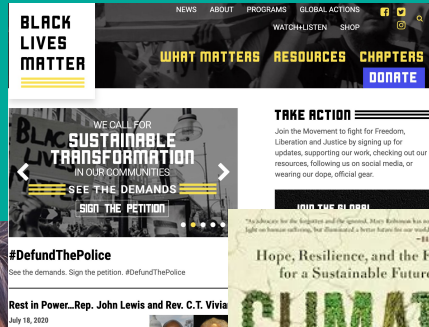 BLACK
LIVES
MATTER
NEWS ABOUT PROGRAMS GLOBAL ACTIONS
WATCH+LISTEN SHOP
WHAT MATTERS RESOURCES CHAPTERS
DONATE
WE CALL FOR
SUSTAINABLE
TRANSFORMATION
IN OUR COMMUNITIES
SEE THE DEMANDS
SIGN THE PETITION
#DefundThePolice
See the demands. Sign the petition. #DefundThePolice
Rest in Power...Rep. John Lewis and Rev. C.T. Vivia
July 18, 2020
TAKE ACTION
Join the Movement to fight for Freedom,
Liberation and Justice by signing up for
updates, supporting our work, checking out our
resources, following us on social media, or
wearing our dope, official gear.
JOIN THE GLOBAL
"An advocate for the forgotten and the ignored, Mary Robinson has
light on human suffering, but illuminated a better future for our world
Hope, Resilience, and the
for a Sustainable Future
CLIMAT